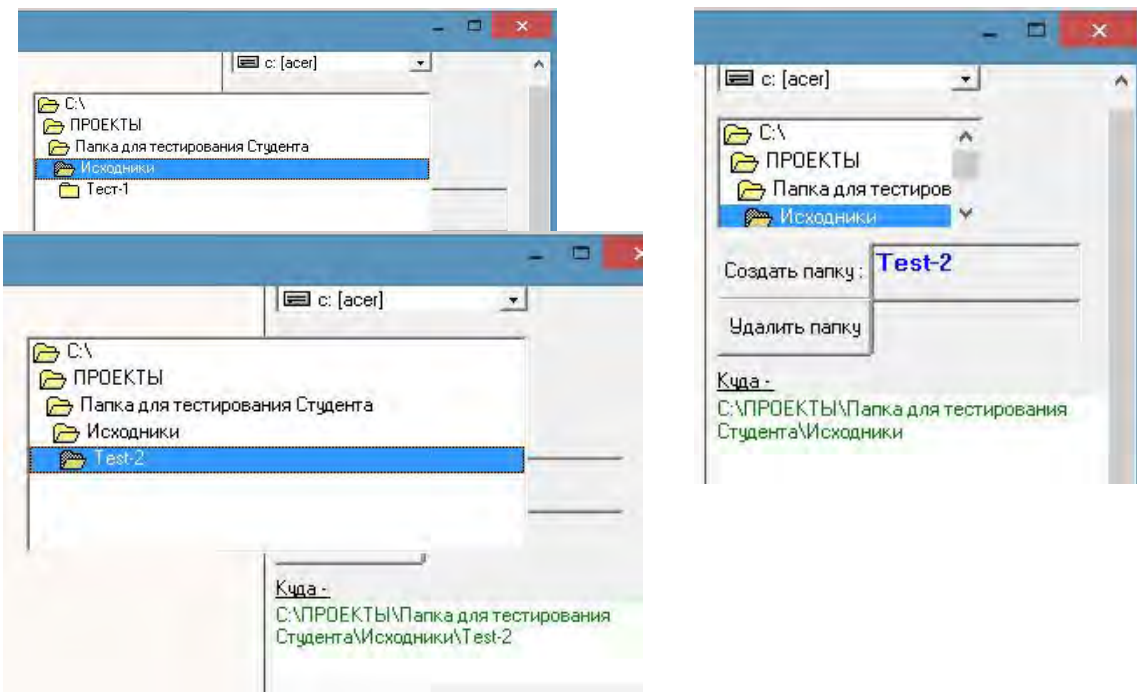 c: [acer]
C:\
ПРОЕКТЫ
Папка для тестирования Студента
Исходники
Тест-1
c: [acer]
C:\
ПРОЕКТЫ
Папка для тестирования Студента
Исходники
Test-2
Куда -
C:\ПРОЕКТЫ\Папка для тестирования
Студента\Исходники\Test-2
c: [acer]
C:\
ПРОЕКТЫ
Папка для тестиров
Исходники
Создать папку : Test-2
Удалить папку
Куда -
C:\ПРОЕКТЫ\Папка для тестирования
Студента\Исходники